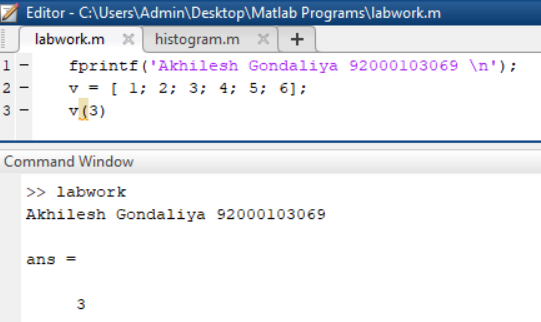 Editor - C:\Users\Admin\Desktop\Matlab Programs\labwork.m
labwork.m × histogram.m × +
1 - fprintf('Akhilesh Gondaliya 92000103069 \n');
2 - v = [ 1; 2; 3; 4; 5; 6];
3 - v(3)
Command Window
>> labwork
Akhilesh Gondaliya 92000103069
ans =
3